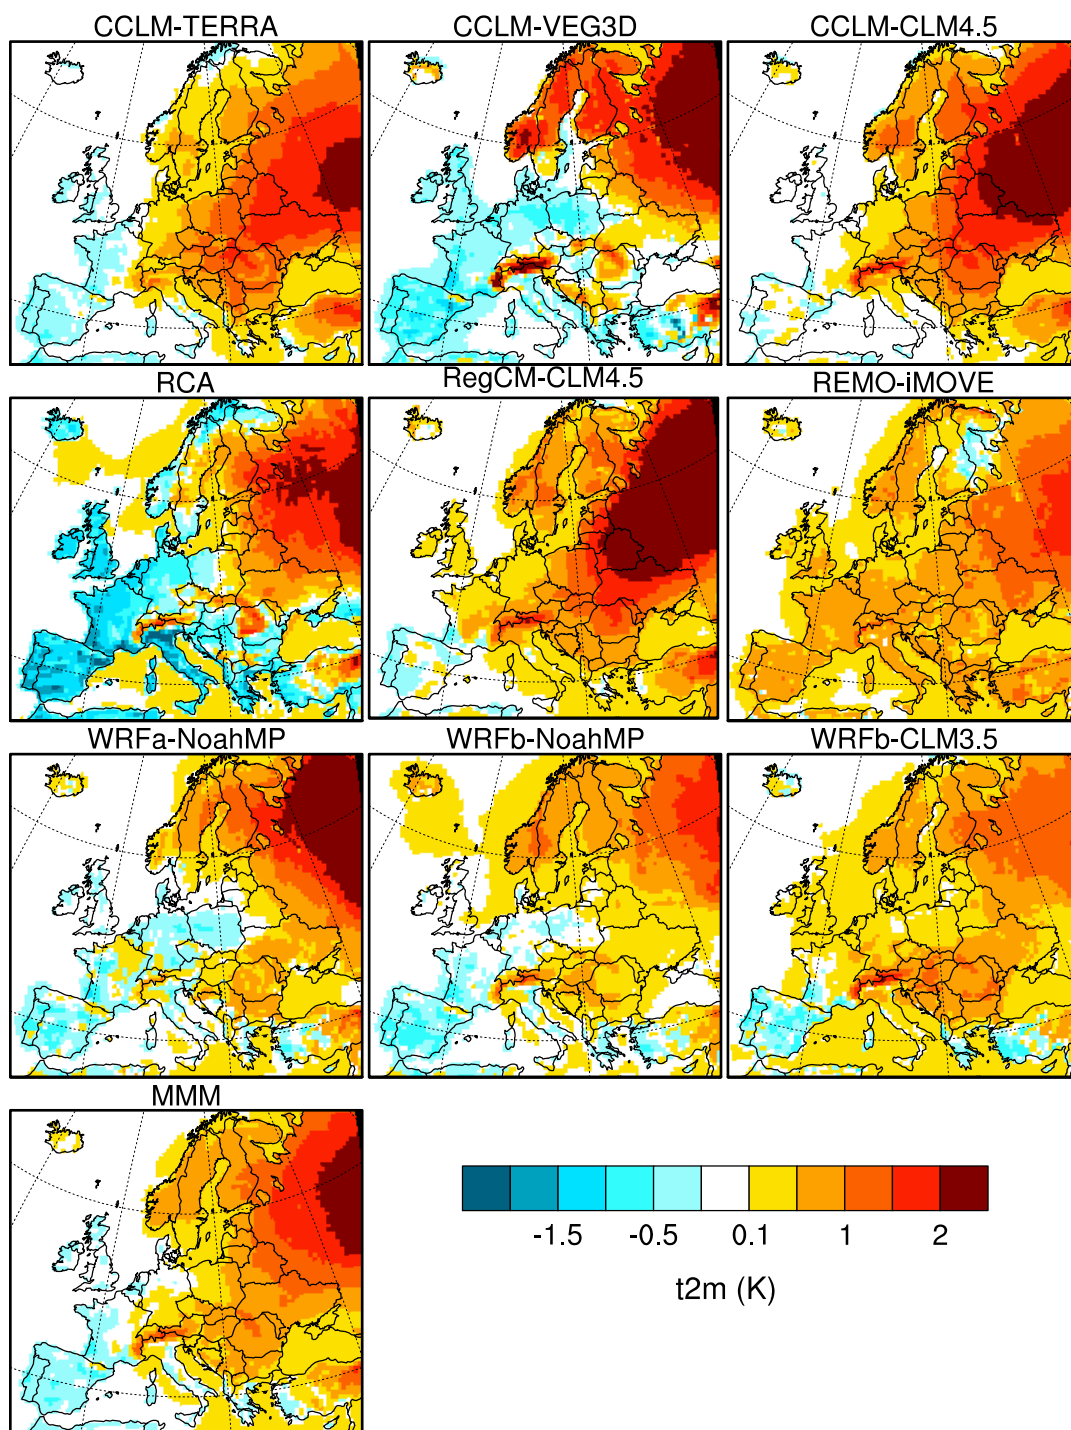 CCLM-TERRA CCLM-VEG3D CCLM-CLM4.5
RCA RegCM-CLM4.5 REMO-iMOVE
WRFa-NoahMP WRFb-NoahMP WRFb-CLM3.5
MMM
-1.5 -0.5 0.1 1 2
t2m (K)